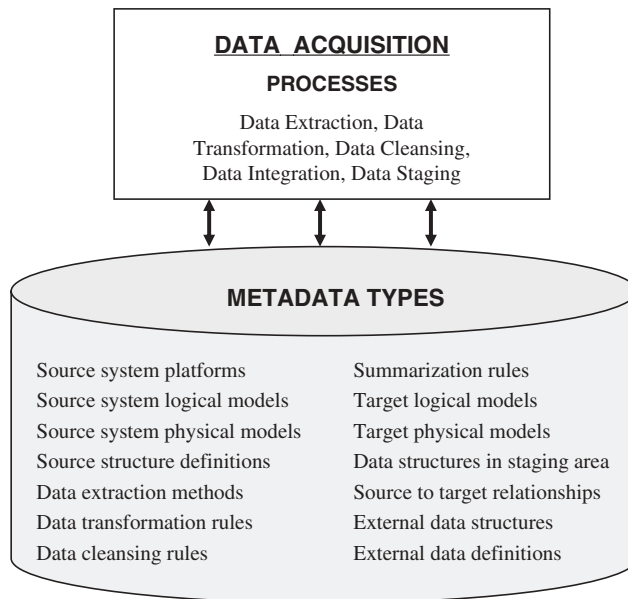 DATA ACQUISITION
PROCESSES
Data Extraction, Data
Transformation, Data Cleansing,
Data Integration, Data Staging
METADATA TYPES
Source system platforms
Source system logical models
Source system physical models
Source structure definitions
Data extraction methods
Data transformation rules
Data cleansing rules
Summarization rules
Target logical models
Target physical models
Data structures in staging area
Source to target relationships
External data structures
External data definitions